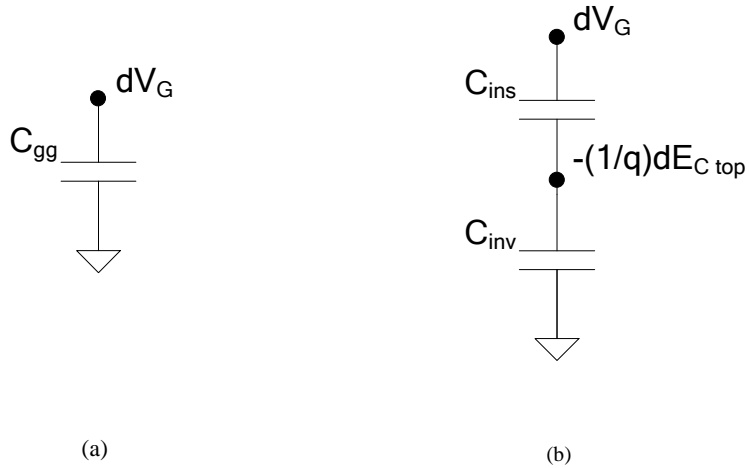 dV_G
C_gg
(a)
dV_G
C_ins
-(1/q)dE_C top
C_inv
(b)